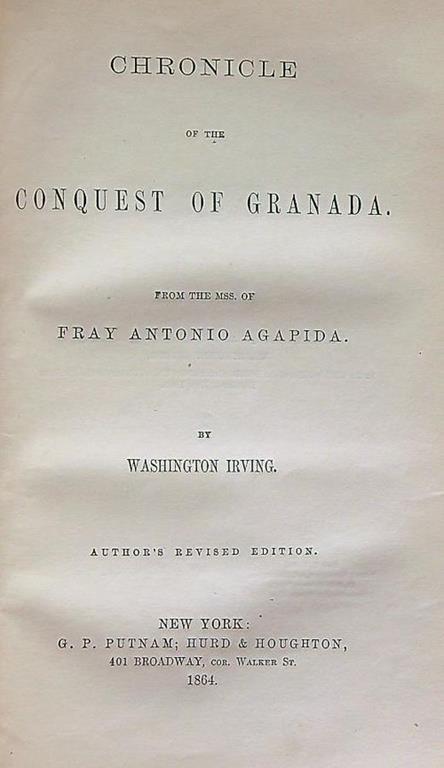 CHRONICLE
OF THE
CONQUEST OF GRANADA.
FROM THE MSS. OF
FRAY ANTONIO AGAPIDA.
BY
WASHINGTON IRVING.
AUTHOR'S REVISED EDITION.
NEW YORK:
G. P. PUTNAM; HURD & HOUGHTON,
401 BROADWAY, COR. WALKER ST.
1864.